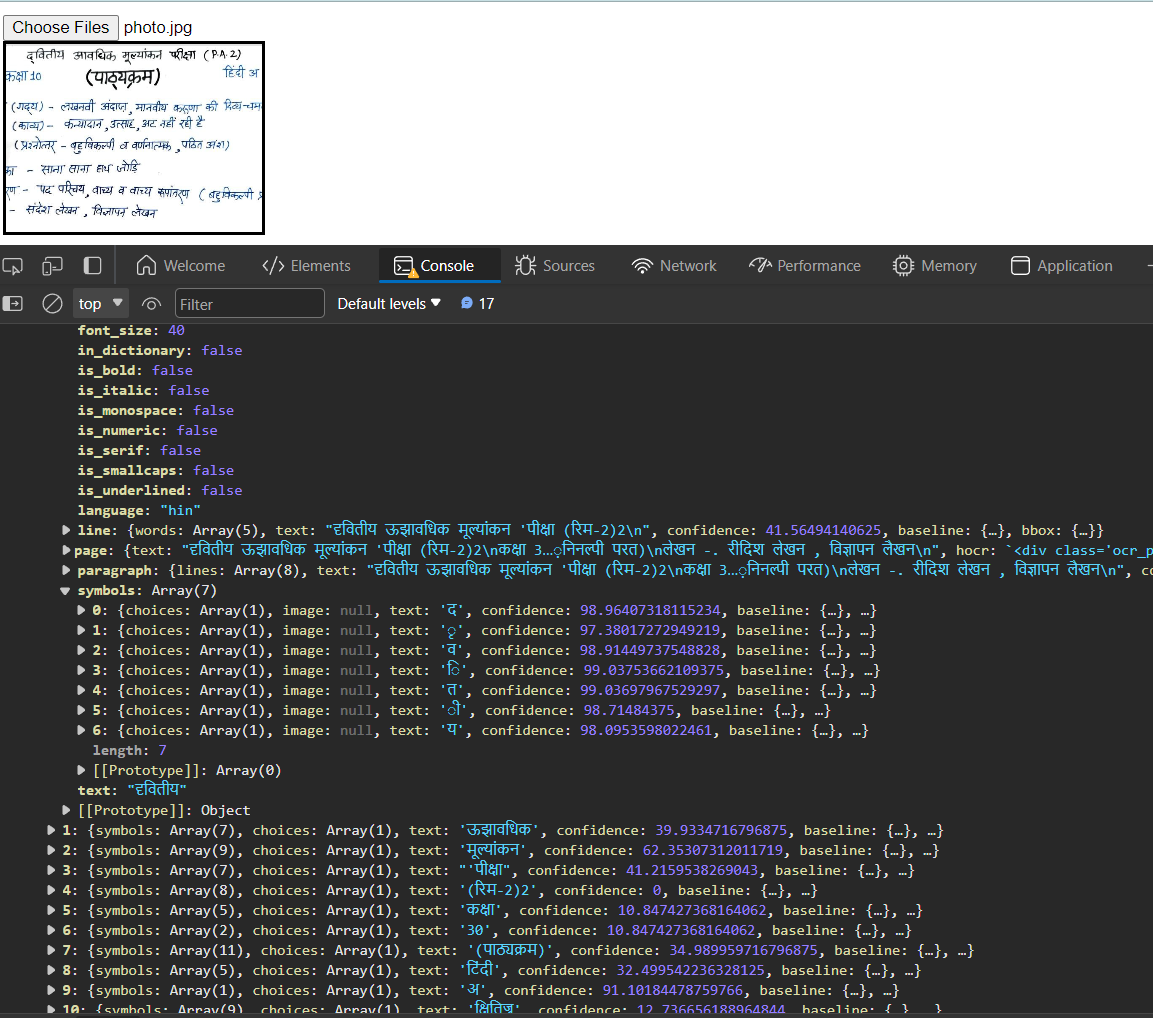 Choose Files photo.jpg
द्वितीय आवधिक मूल्यांकन परीक्षा (P.A.2)
कक्षा 10 (पाठ्यक्रम) हिंदी अ
(गद्य) - लखनवी अंदाज़, मानवीय करुणा की दिव्य-चम
(काव्य) - कन्यादान, उत्साह, अट नहीं रही है
(प्रश्नोत्तर - बहुविकल्पी व वर्णनात्मक, पठित अंश)
का - साना साना हाथ जोड़ि
रण - पद परिचय, वाच्य व वाच्य रूपांतरण (बहुविकल्पी प्र
- संदेश लेखन, विज्ञापन लेखन
Welcome Elements Console Sources Network Performance Memory Application
top Filter Default levels 17
font_size: 40
in_dictionary: false
is_bold: false
is_italic: false
is_monospace: false
is_numeric: false
is_serif: false
is_smallcaps: false
is_underlined: false
language: "hin"
line: {words: Array(5), text: "दृवितीय ऊझावधिक मूल्यांकन 'पीक्षा (रिम-2)2\n", confidence: 41.56494140625, baseline: {…}, bbox: {…}}
page: {text: "दृवितीय ऊझावधिक मूल्यांकन 'पीक्षा (रिम-2)2\nकक्षा 3…़निनल्पी परत)\nलेखन -. रीदिश लेखन , विज्ञापन लैखन\n", hocr: `<div class='ocr_p
paragraph: {lines: Array(8), text: "दृवितीय ऊझावधिक मूल्यांकन 'पीक्षा (रिम-2)2\nकक्षा 3…़निनल्पी परत)\nलेखन -. रीदिश लेखन , विज्ञापन लैखन\n", co
symbols: Array(7)
0: {choices: Array(1), image: null, text: 'द', confidence: 98.96407318115234, baseline: {…}, …}
1: {choices: Array(1), image: null, text: 'ृ', confidence: 97.38017272949219, baseline: {…}, …}
2: {choices: Array(1), image: null, text: 'व', confidence: 98.91449737548828, baseline: {…}, …}
3: {choices: Array(1), image: null, text: 'ि', confidence: 99.03753662109375, baseline: {…}, …}
4: {choices: Array(1), image: null, text: 'त', confidence: 99.03697967529297, baseline: {…}, …}
5: {choices: Array(1), image: null, text: 'ी', confidence: 98.71484375, baseline: {…}, …}
6: {choices: Array(1), image: null, text: 'य', confidence: 98.0953598022461, baseline: {…}, …}
length: 7
[[Prototype]]: Array(0)
text: "दृवितीय"
[[Prototype]]: Object
1: {symbols: Array(7), choices: Array(1), text: 'ऊझावधिक', confidence: 39.9334716796875, baseline: {…}, …}
2: {symbols: Array(9), choices: Array(1), text: 'मूल्यांकन', confidence: 62.35307312011719, baseline: {…}, …}
3: {symbols: Array(7), choices: Array(1), text: "'पीक्षा", confidence: 41.2159538269043, baseline: {…}, …}
4: {symbols: Array(8), choices: Array(1), text: '(रिम-2)2', confidence: 0, baseline: {…}, …}
5: {symbols: Array(5), choices: Array(1), text: 'कक्षा', confidence: 10.847427368164062, baseline: {…}, …}
6: {symbols: Array(2), choices: Array(1), text: '30', confidence: 10.847427368164062, baseline: {…}, …}
7: {symbols: Array(11), choices: Array(1), text: '(पाठ्यक्रम)', confidence: 34.989959716796875, baseline: {…}, …}
8: {symbols: Array(5), choices: Array(1), text: 'टिंदी', confidence: 32.499542236328125, baseline: {…}, …}
9: {symbols: Array(1), choices: Array(1), text: 'अ', confidence: 91.10184478759766, baseline: {…}, …}
10: {symbols: Array(9), choices: Array(1), text: 'क्षितिज', confidence: 12.736656188964844, baseline: {…}, …}